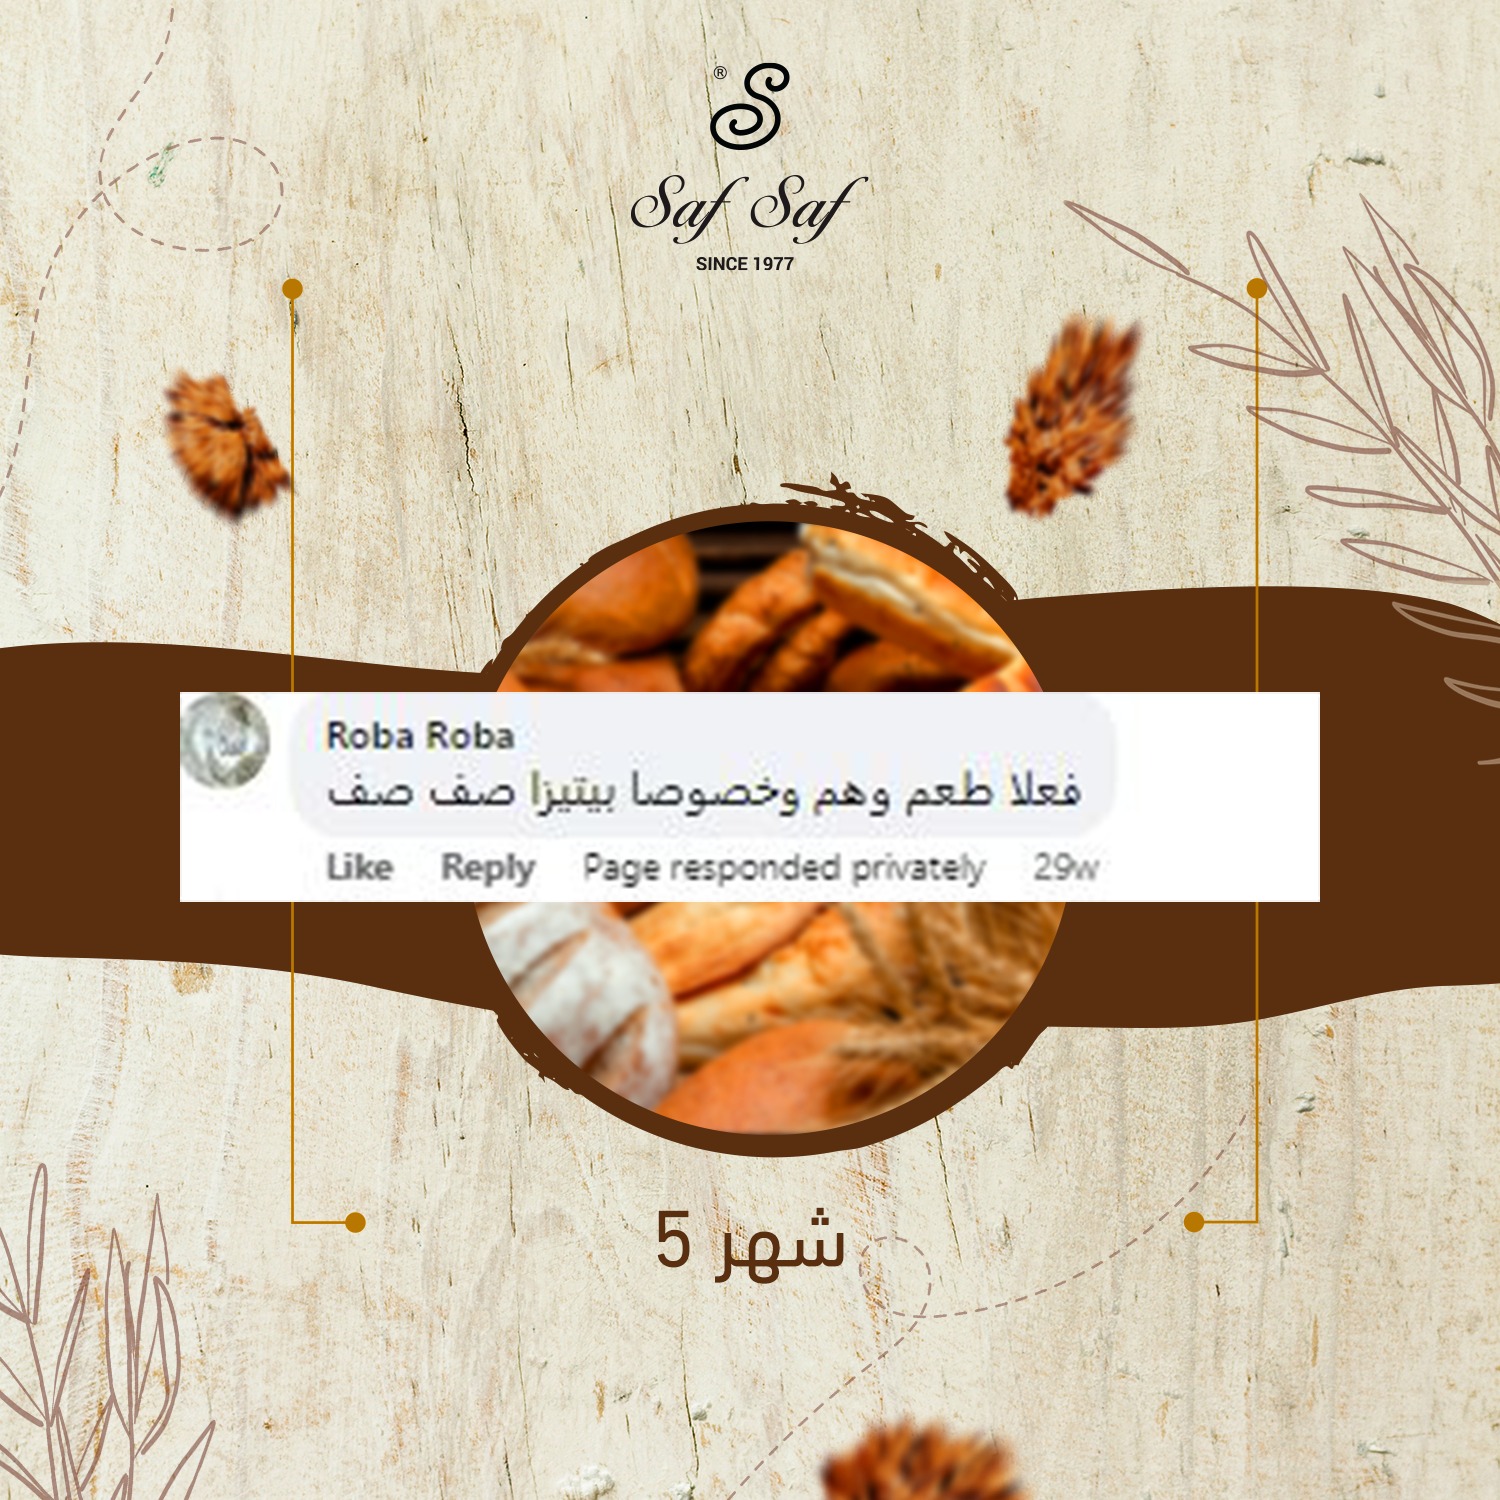 ®
S
Saf Saf
SINCE 1977
Roba Roba
فعلا طعم وهم وخصوصا بيتيزا صف صف
Like Reply Page responded privately 29w
شهر 5